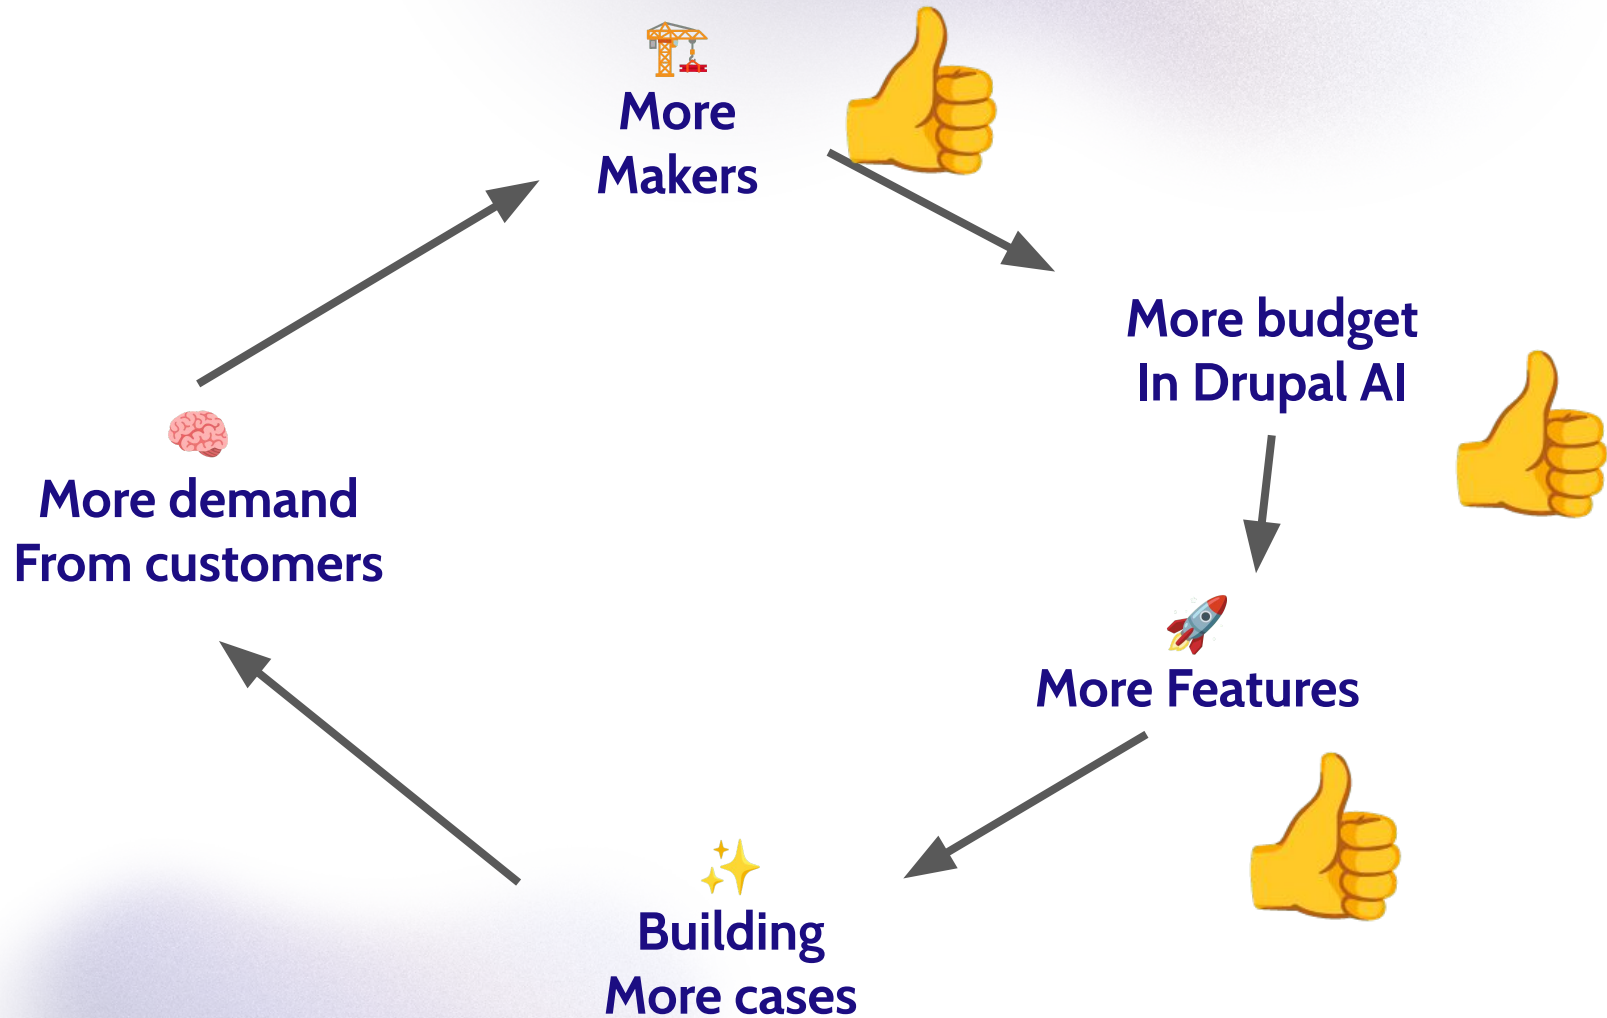 More
Makers
More budget
In Drupal AI
More Features
Building
More cases
More demand
From customers